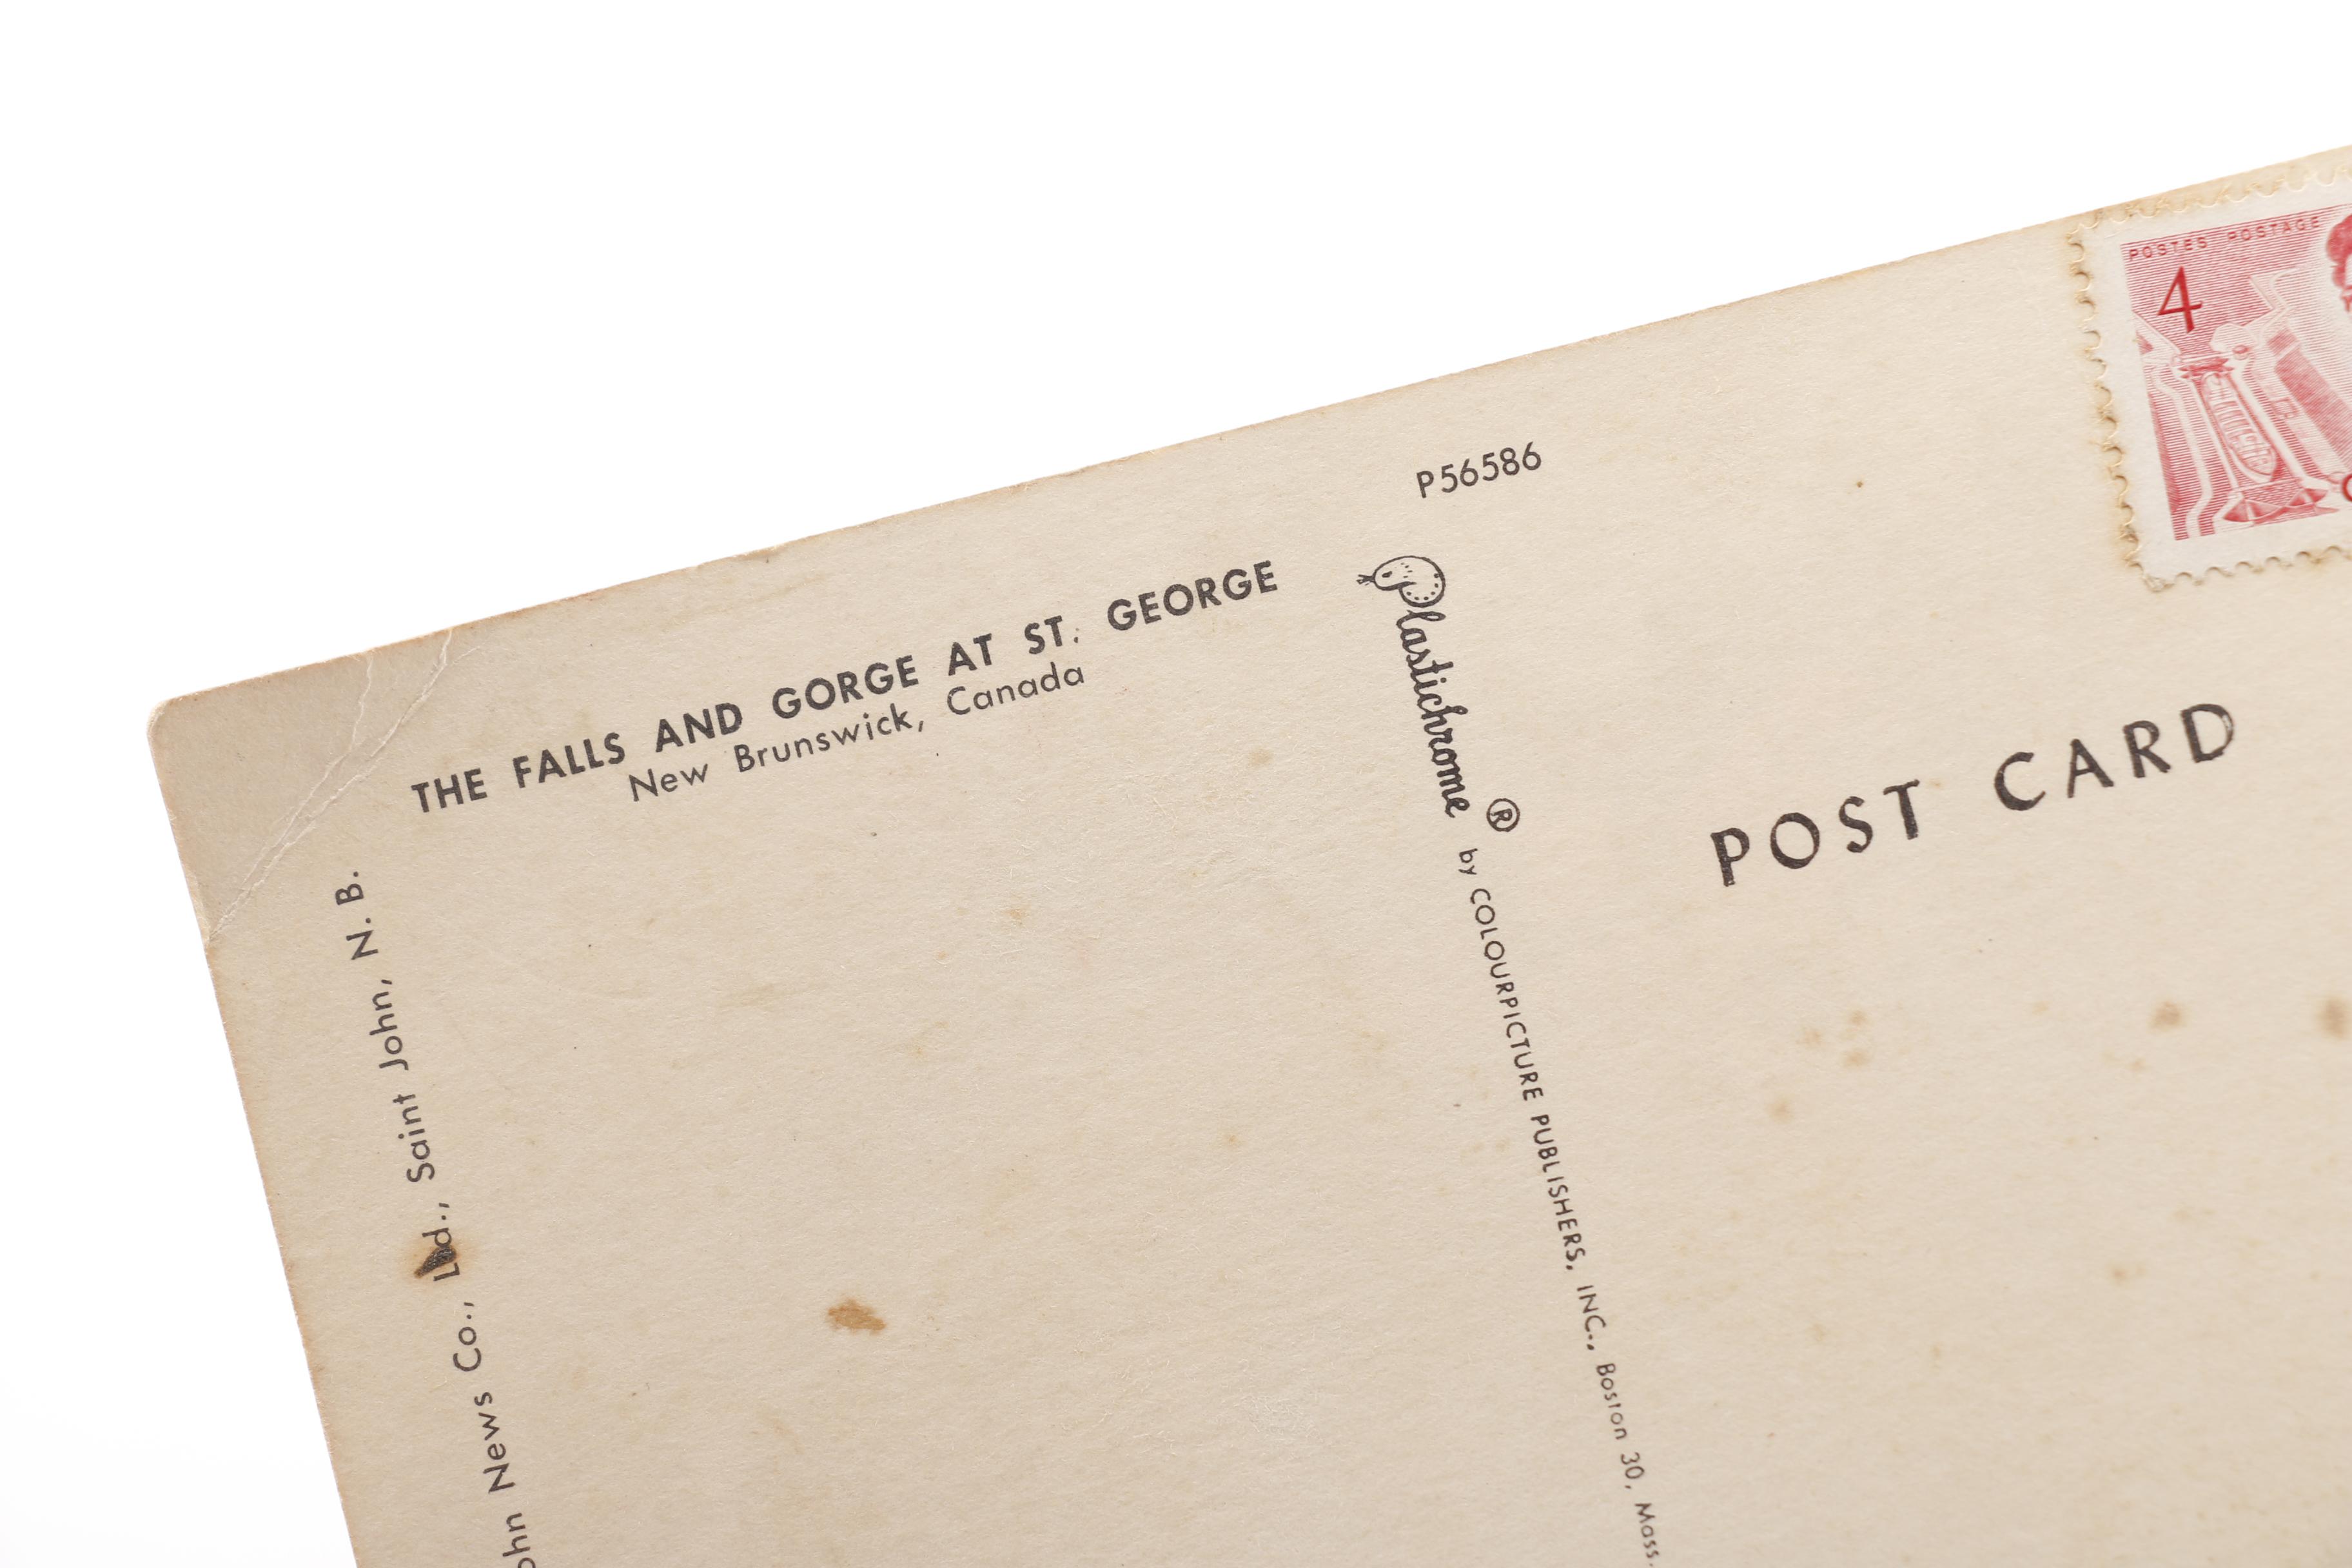 THE FALLS AND GORGE AT ST. GEORGE
New Brunswick, Canada
News Co., Ltd., Saint John, N. B.
P56586
Plastichrome ® by COLOURPICTURE PUBLISHERS, INC., Boston 30, Mass.
POST CARD
POSTES POSTAGE
4